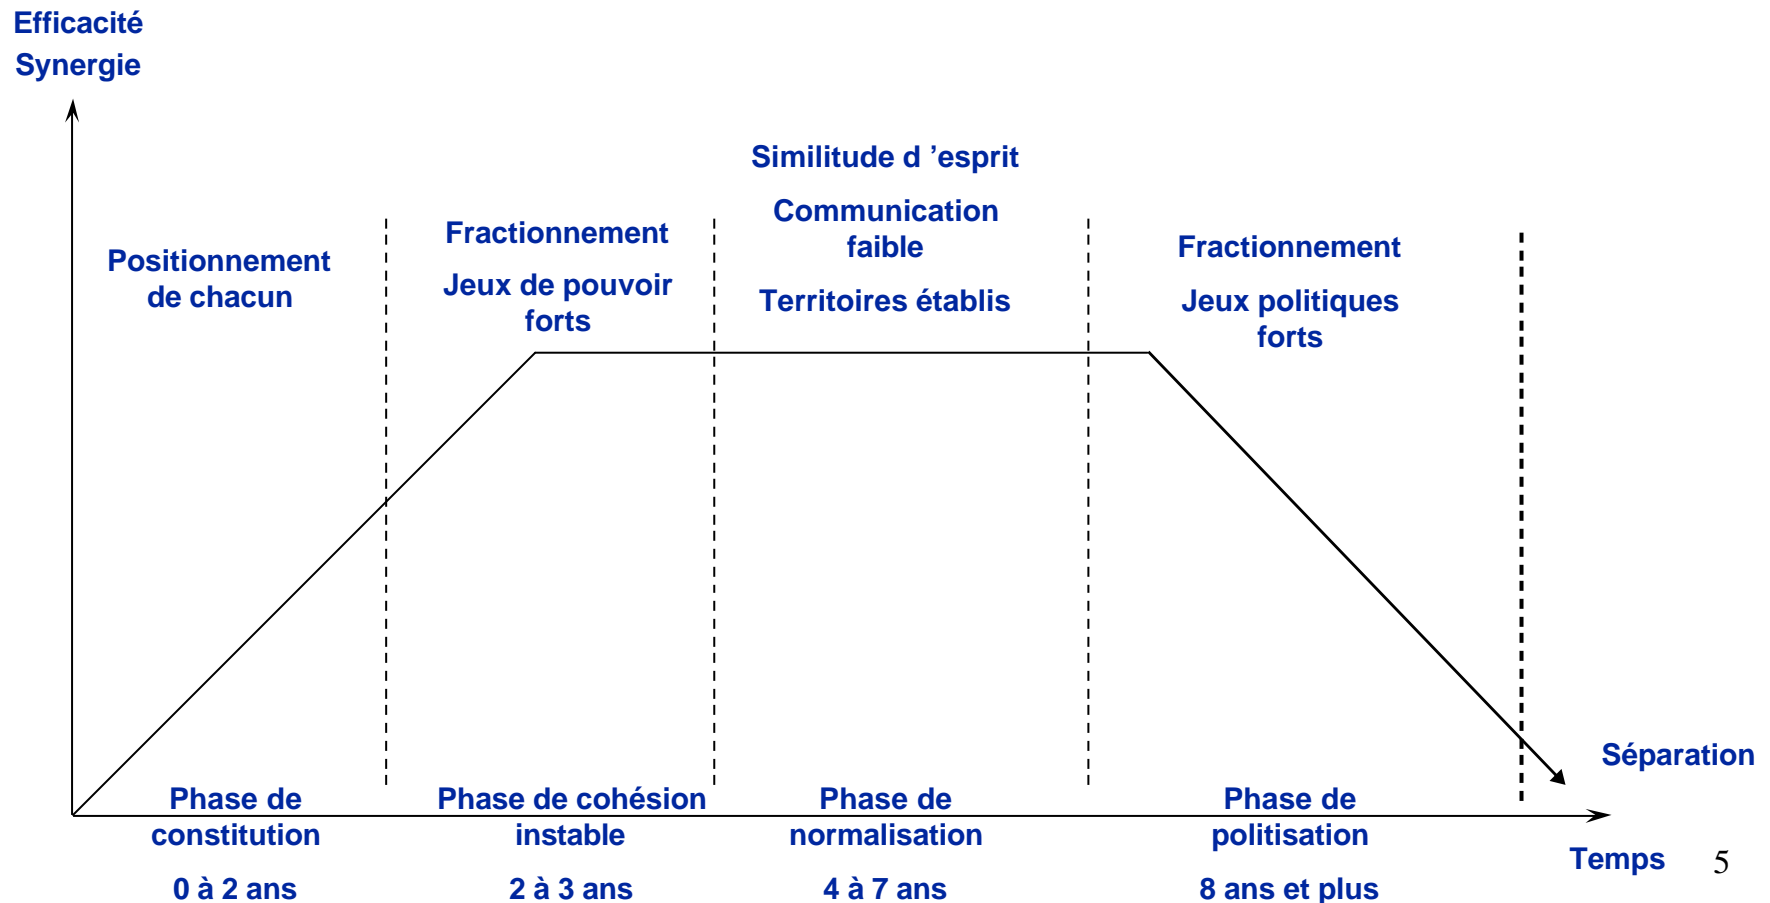 Efficacité
Synergie
Positionnement
de chacun
Fractionnement
Jeux de pouvoir
forts
Similitude d ’esprit
Communication
faible
Territoires établis
Fractionnement
Jeux politiques
forts
Séparation
Phase de
constitution
0 à 2 ans
Phase de cohésion
instable
2 à 3 ans
Phase de
normalisation
4 à 7 ans
Phase de
politisation
8 ans et plus
Temps
5